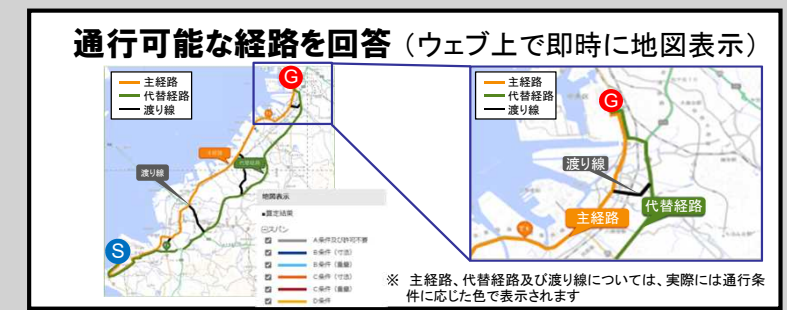 通行可能な経路を回答（ウェブ上で即時に地図表示）
主経路
代替経路
渡り線
G
渡り線
主経路
代替経路
S
地図表示
■算定結果
スパン
A条件及び許可不要
B条件（寸法）
B条件（重量）
C条件（寸法）
C条件（重量）
D条件
主経路
代替経路
渡り線
G
渡り線
主経路
代替経路
※ 主経路、代替経路及び渡り線については、実際には通行条
件に応じた色で表示されます